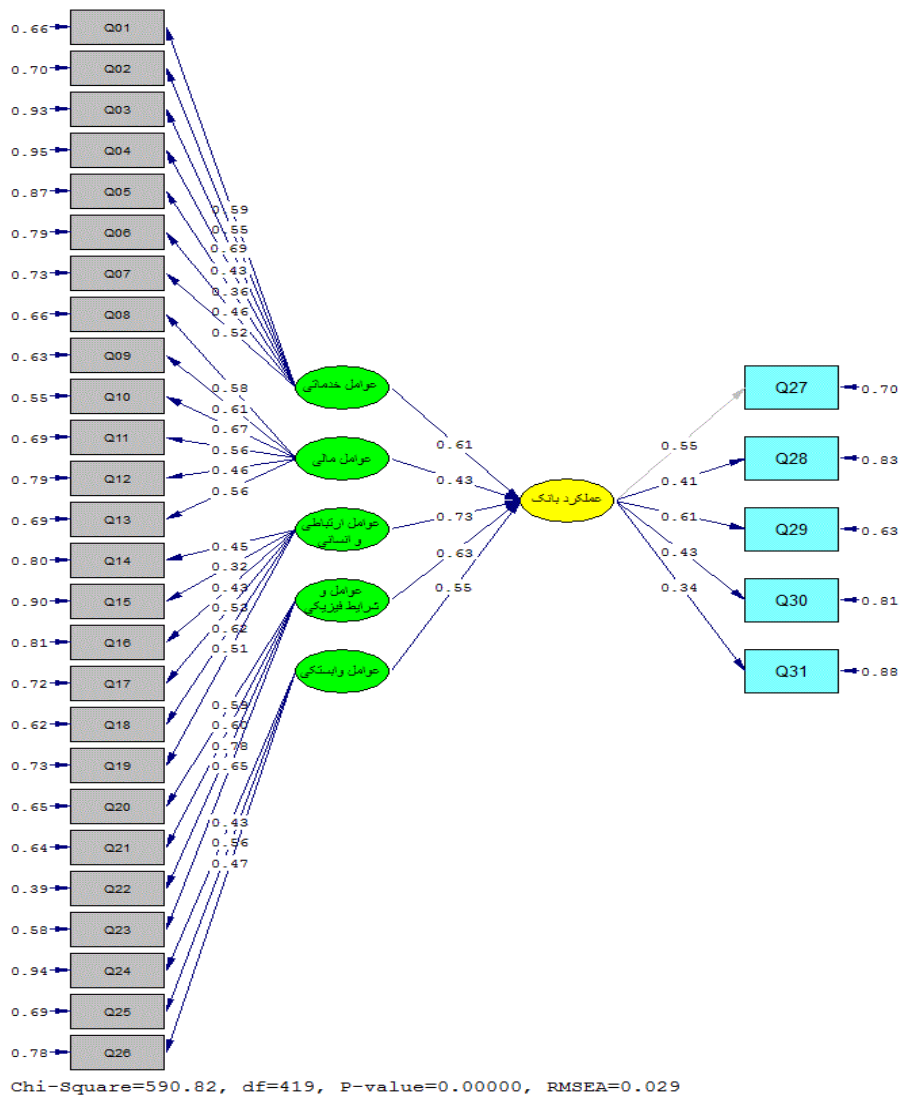 0.66 Q01
0.70 Q02
0.93 Q03
0.95 Q04
0.87 Q05
0.79 Q06
0.73 Q07
0.66 Q08
0.63 Q09
0.55 Q10
0.69 Q11
0.79 Q12
0.69 Q13
0.80 Q14
0.90 Q15
0.81 Q16
0.72 Q17
0.62 Q18
0.73 Q19
0.65 Q20
0.64 Q21
0.39 Q22
0.58 Q23
0.94 Q24
0.69 Q25
0.78 Q26
0.59
0.55
0.69
0.43
0.36
0.46
0.52
0.58
0.61
0.67
0.56
0.46
0.56
0.45
0.32
0.43
0.53
0.62
0.51
0.59
0.60
0.78
0.65
0.43
0.56
0.47
عوامل خدماتی
عوامل مالی
عوامل ارتباطی
و انسانی
عوامل و
شرایط فیزیکی
عوامل وابستگی
0.61
0.43
0.73
0.63
0.55
عملکرد بانک
0.55
0.41
0.61
0.43
0.34
Q27 0.70
Q28 0.83
Q29 0.63
Q30 0.81
Q31 0.88
Chi-Square=590.82, df=419, P-value=0.00000, RMSEA=0.029